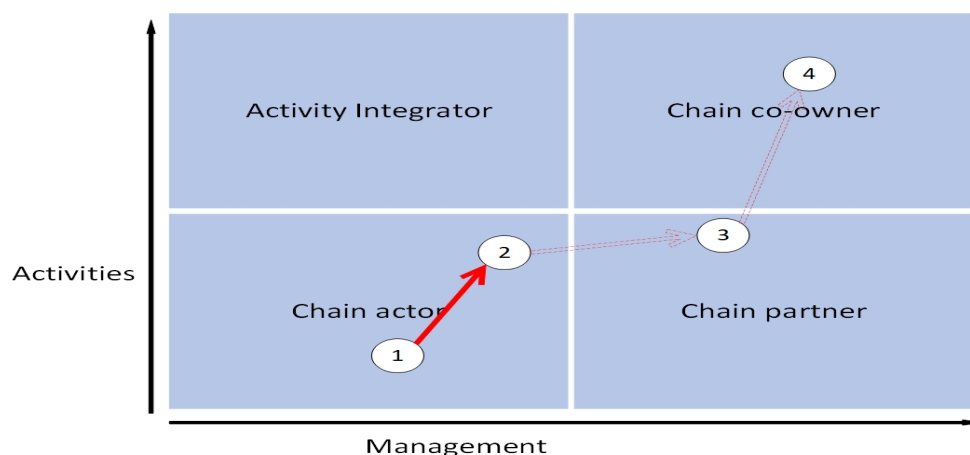 4
Activity Integrator
Chain co-owner
3
2
Activities
Chain actor
Chain partner
1
Management